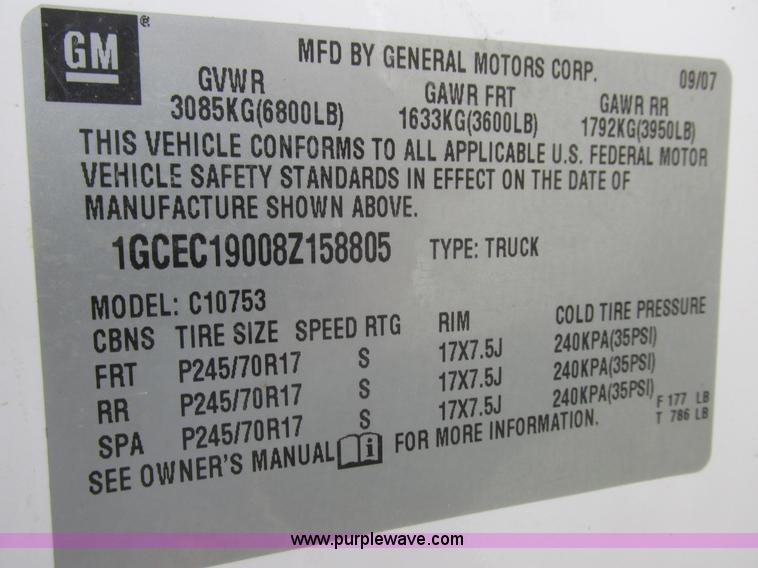 GM ®
MFD BY GENERAL MOTORS CORP. 09/07
GVWR GAWR FRT GAWR RR
3085KG(6800LB) 1633KG(3600LB) 1792KG(3950LB)
THIS VEHICLE CONFORMS TO ALL APPLICABLE U.S. FEDERAL MOTOR
VEHICLE SAFETY STANDARDS IN EFFECT ON THE DATE OF
MANUFACTURE SHOWN ABOVE.
1GCEC19008Z158805 TYPE: TRUCK
MODEL: C10753
CBNS TIRE SIZE SPEED RTG RIM COLD TIRE PRESSURE
FRT P245/70R17 S 17X7.5J 240KPA(35PSI)
RR P245/70R17 S 17X7.5J 240KPA(35PSI)
SPA P245/70R17 S 17X7.5J 240KPA(35PSI)
F 177 LB
T 786 LB
SEE OWNER'S MANUAL i FOR MORE INFORMATION.
www.purplewave.com